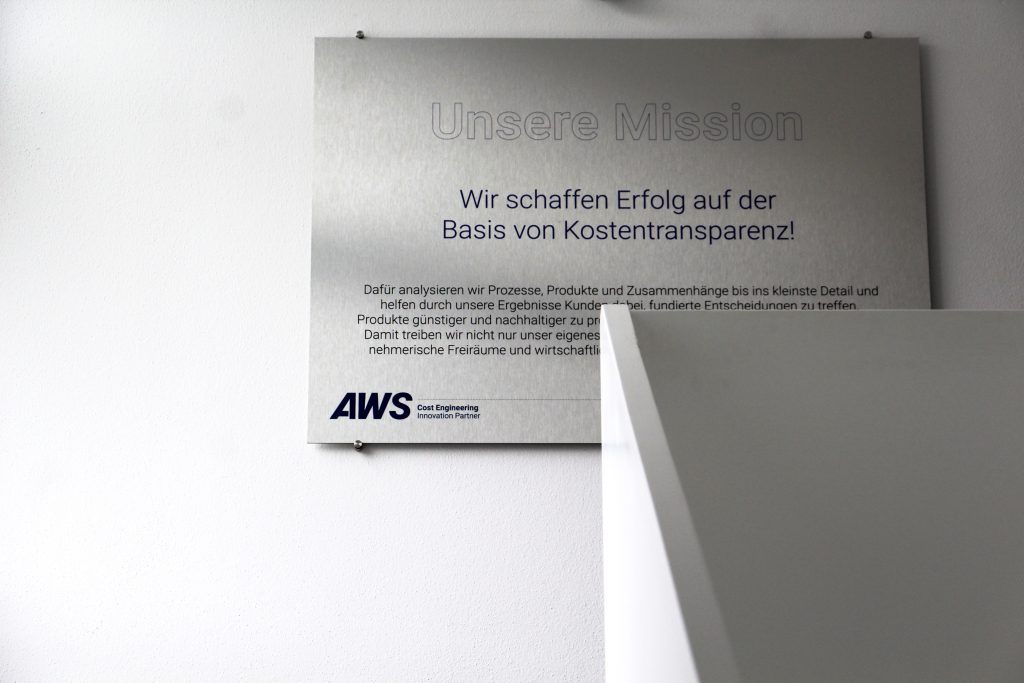 Unsere Mission
Wir schaffen Erfolg auf der
Basis von Kostentransparenz!
Dafür analysieren wir Prozesse, Produkte und Zusammenhänge bis ins kleinste Detail und
helfen durch unsere Ergebnisse Kunden dabei, fundierte Entscheidungen zu treffen,
Produkte günstiger und nachhaltiger zu
Damit treiben wir nicht nur unser eigenes
nehmerische Freiräume und
AWS
Cost Engineering
Innovation Partner